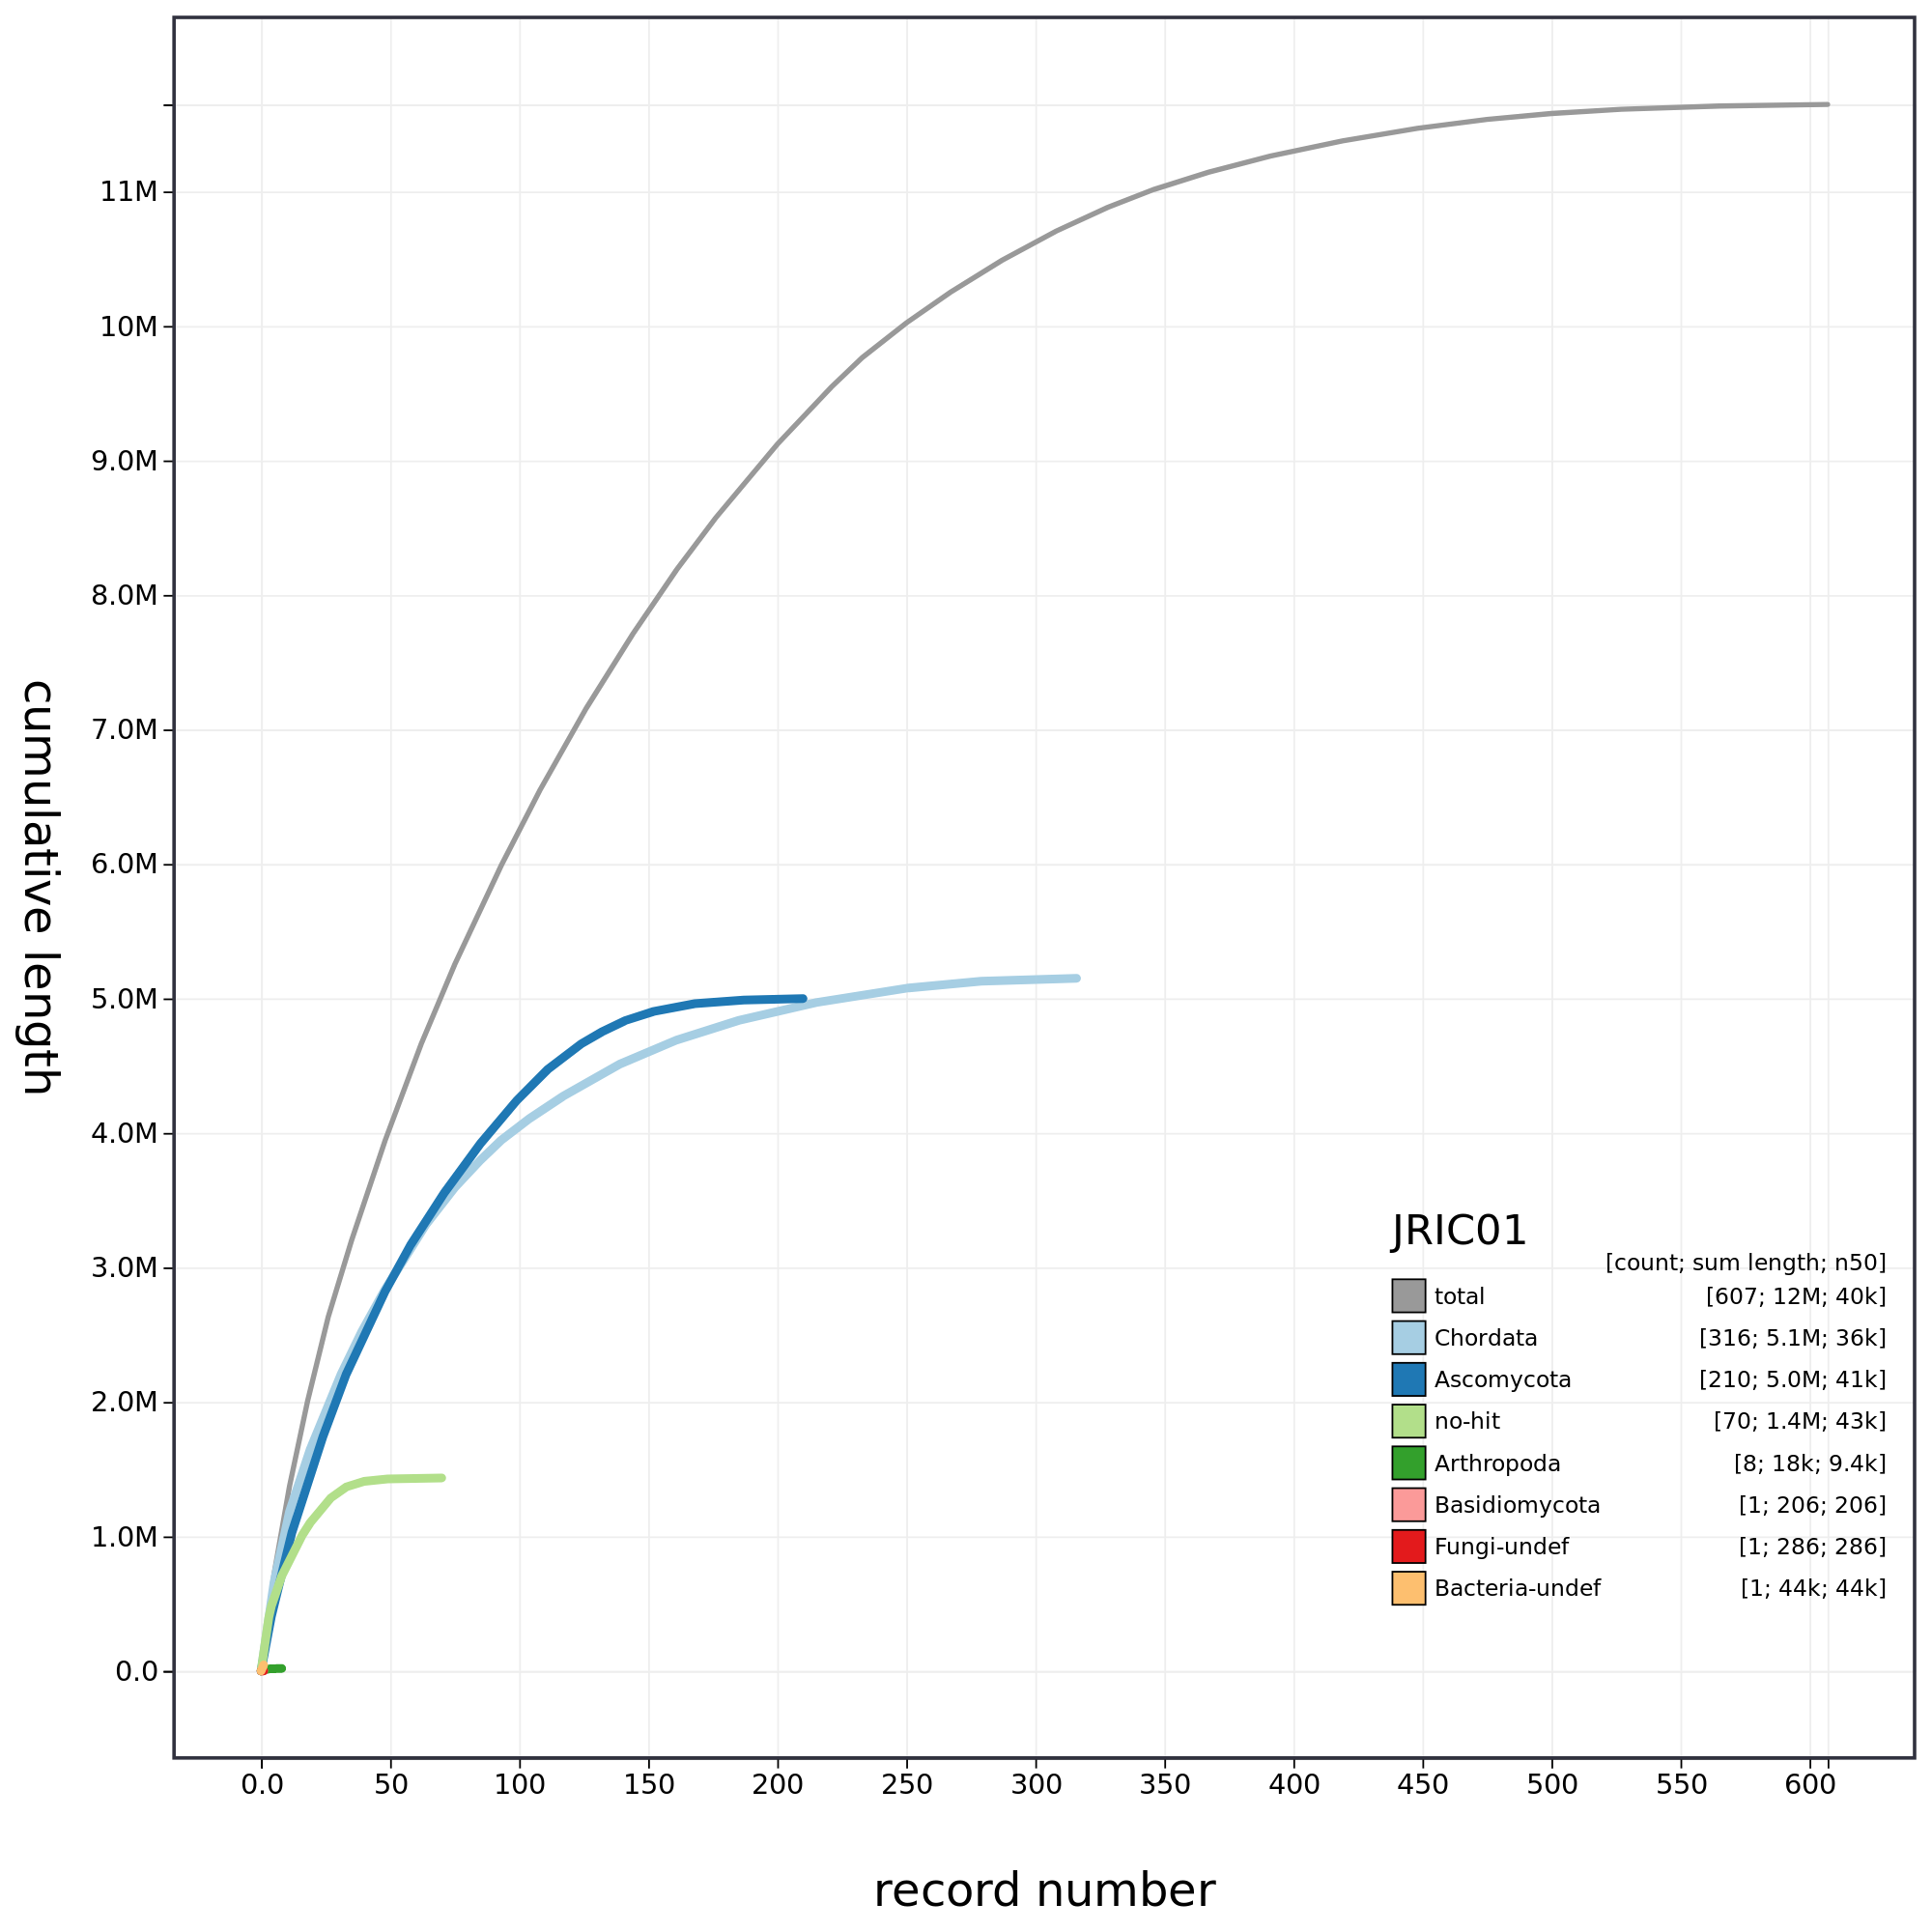 cumulative length
11M
10M
9.0M
8.0M
7.0M
6.0M
5.0M
4.0M
3.0M
2.0M
1.0M
0.0
JRIC01
[count; sum length; n50]
total [607; 12M; 40k]
Chordata [316; 5.1M; 36k]
Ascomycota [210; 5.0M; 41k]
no-hit [70; 1.4M; 43k]
Arthropoda [8; 18k; 9.4k]
Basidiomycota [1; 206; 206]
Fungi-undef [1; 286; 286]
Bacteria-undef [1; 44k; 44k]
0.0 50 100 150 200 250 300 350 400 450 500 550 600
record number